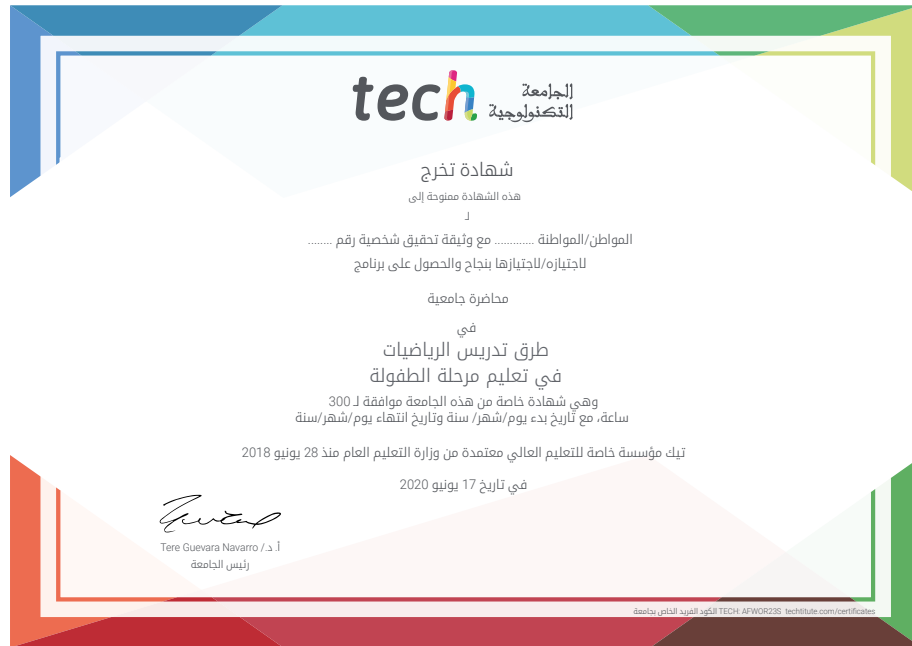 tech الجامعة
التكنولوجية
شهادة تخرج
هذه الشهادة ممنوحة إلى
لـ
المواطن/المواطنة ............ مع وثيقة تحقيق شخصية رقم ........
لاجتيازه/لاجتيازها بنجاح والحصول على برنامج
محاضرة جامعية
في
طرق تدريس الرياضيات
في تعليم مرحلة الطفولة
وهي شهادة خاصة من هذه الجامعة موافقة لـ 300
ساعة، مع تاريخ بدء يوم/شهر/ سنة وتاريخ انتهاء يوم/شهر/سنة
تيك مؤسسة خاصة للتعليم العالي معتمدة من وزارة التعليم العام منذ 28 يونيو 2018
في تاريخ 17 يونيو 2020
أ. د./ Tere Guevara Navarro
رئيس الجامعة
الكود الفريد الخاص بجامعة TECH: AFWOR23S techtitute.com/certificates